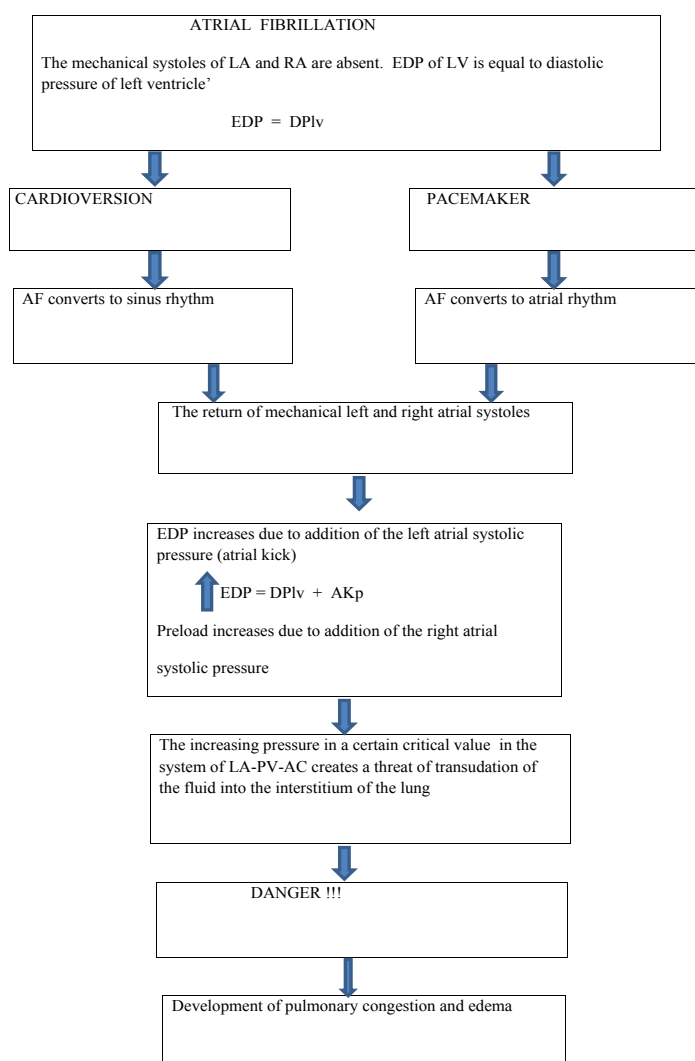 ATRIAL FIBRILLATION
The mechanical systoles of LA and RA are absent. EDP of LV is equal to diastolic
pressure of left ventricle’
EDP = DPlv
CARDIOVERSION
PACEMAKER
AF converts to sinus rhythm
AF converts to atrial rhythm
The return of mechanical left and right atrial systoles
EDP increases due to addition of the left atrial systolic
pressure (atrial kick)
EDP = DPlv + AKp
Preload increases due to addition of the right atrial
systolic pressure
The increasing pressure in a certain critical value in the
system of LA-PV-AC creates a threat of transudation of
the fluid into the interstitium of the lung
DANGER !!!
Development of pulmonary congestion and edema